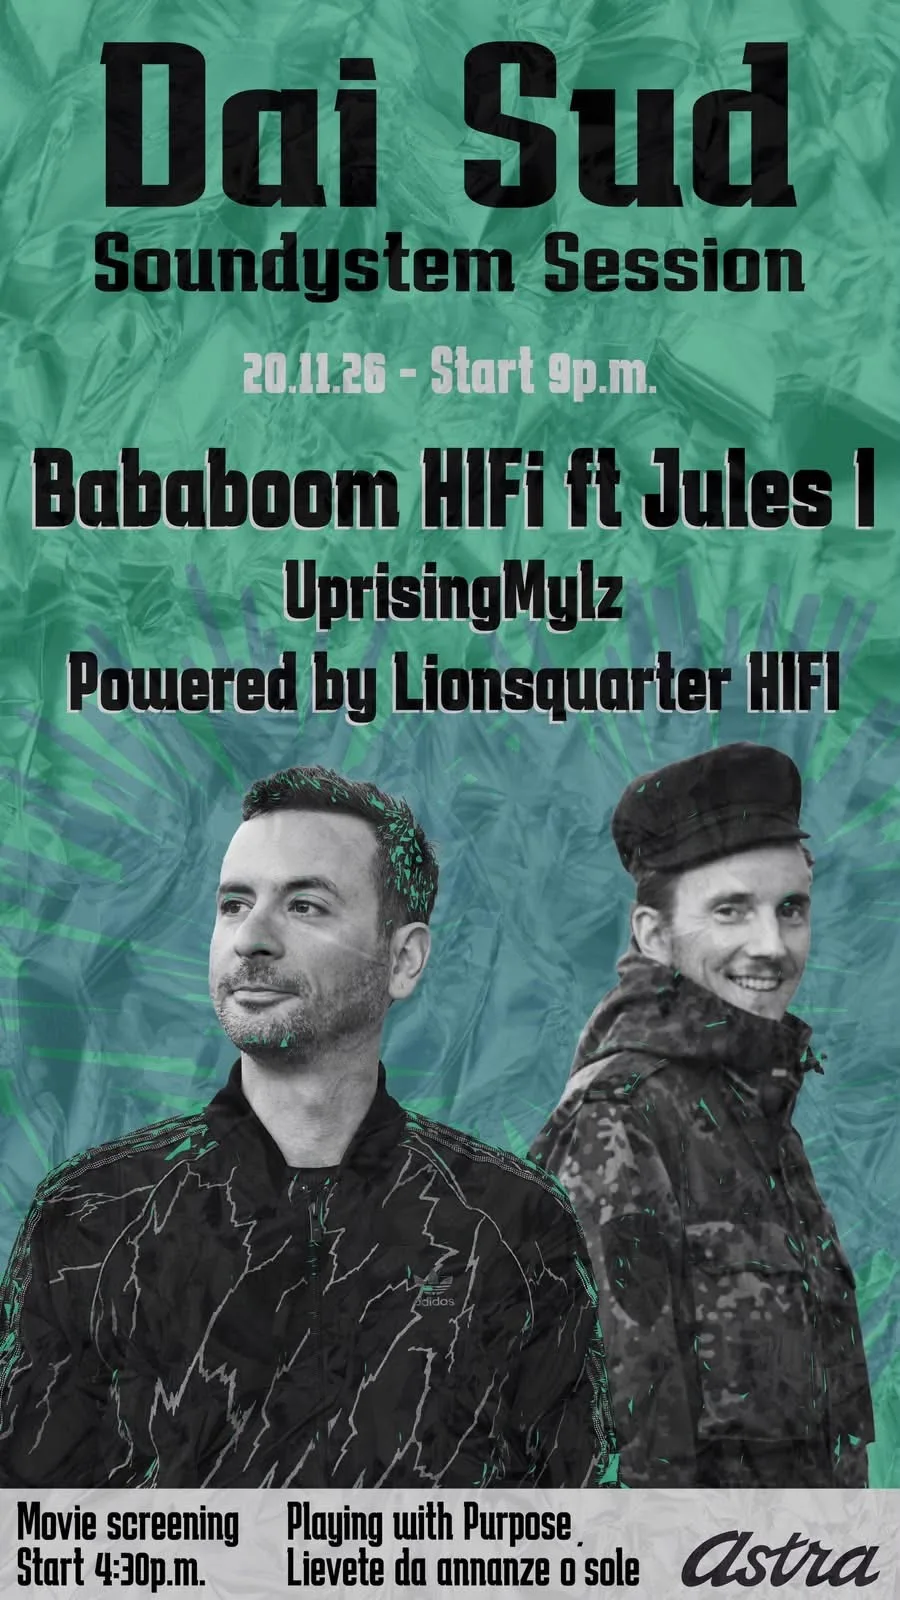 Dai Sud
Soundystem Session
20.11.26 - Start 9p.m.
Bababoom HIFi ft Jules I
UprisingMylz
Powered by Lionsquarter HIFI
adidas
Movie screening
Start 4:30p.m.
Playing with Purpose
Lievete da annanze o´sole
astra